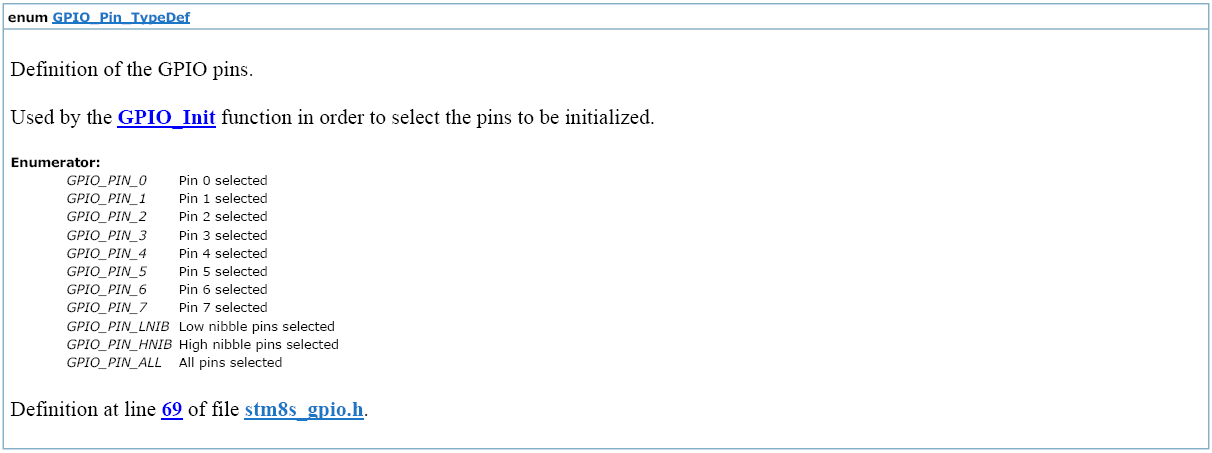 enum GPIO_Pin_TypeDef
Definition of the GPIO pins.
Used by the GPIO_Init function in order to select the pins to be initialized.
Enumerator:
GPIO_PIN_0 Pin 0 selected
GPIO_PIN_1 Pin 1 selected
GPIO_PIN_2 Pin 2 selected
GPIO_PIN_3 Pin 3 selected
GPIO_PIN_4 Pin 4 selected
GPIO_PIN_5 Pin 5 selected
GPIO_PIN_6 Pin 6 selected
GPIO_PIN_7 Pin 7 selected
GPIO_PIN_LNIB Low nibble pins selected
GPIO_PIN_HNIB High nibble pins selected
GPIO_PIN_ALL All pins selected
Definition at line 69 of file stm8s_gpio.h.